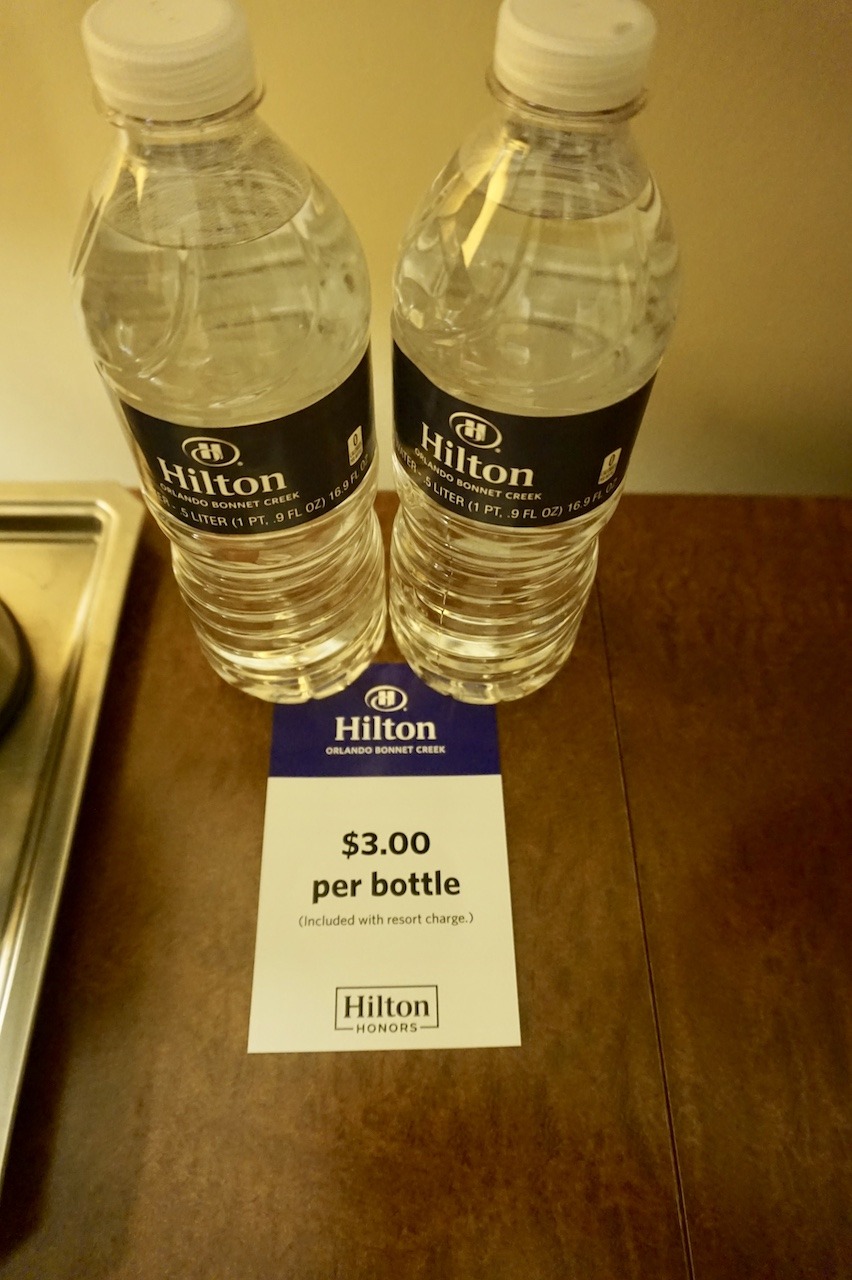 Hilton
ORLANDO BONNET CREEK
.5 LITER (1 PT, .9 FL OZ) 16.9 FL
0
Hilton
ORLANDO BONNET CREEK
.5 LITER (1 PT, .9 FL OZ) 16.9 FL
0
Hilton
ORLANDO BONNET CREEK
$3.00
per bottle
(Included with resort charge.)
Hilton
HONORS